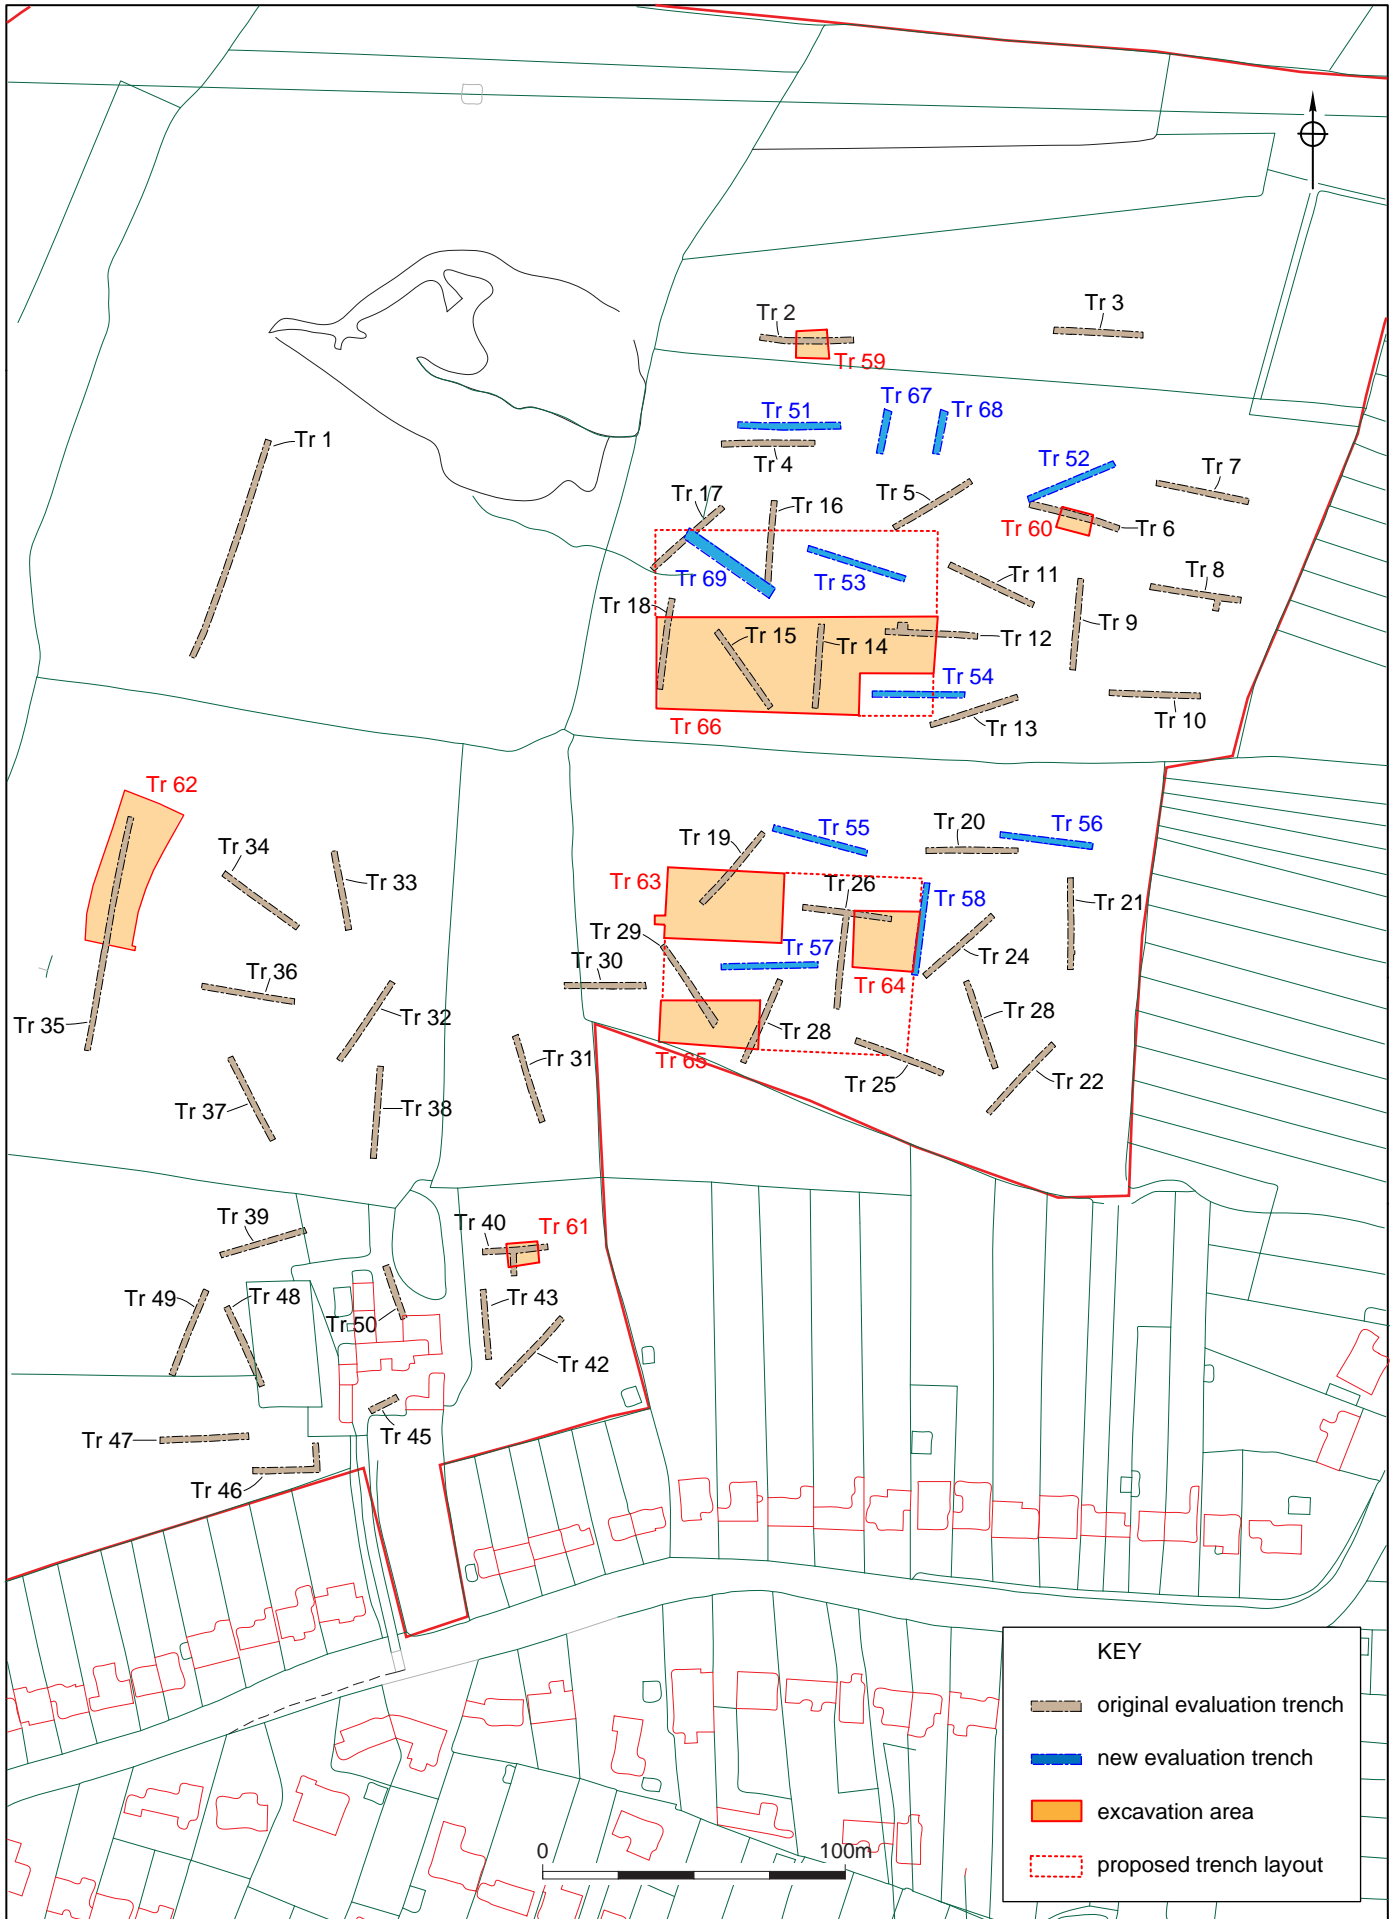 Tr 3
Tr 2
Tr 59
Tr 67
Tr 68
Tr 51
Tr 1
Tr 4
Tr 52
Tr 7
Tr 5
Tr 17
Tr 16
Tr 60
Tr 6
Tr 69
Tr 53
Tr 11
Tr 8
Tr 18
Tr 15
Tr 14
Tr 12
Tr 9
Tr 54
Tr 66
Tr 13
Tr 10
Tr 62
Tr 19
Tr 55
Tr 20
Tr 56
Tr 34
Tr 33
Tr 63
Tr 26
Tr 58
Tr 21
Tr 29
Tr 57
Tr 24
Tr 30
Tr 64
Tr 36
Tr 32
Tr 28
Tr 28
Tr 35
Tr 65
Tr 31
Tr 25
Tr 22
Tr 37
Tr 38
Tr 39
Tr 40
Tr 61
Tr 49
Tr 48
Tr 43
Tr 50
Tr 42
Tr 47
Tr 45
Tr 46
KEY
original evaluation trench
new evaluation trench
excavation area
proposed trench layout
0
100m